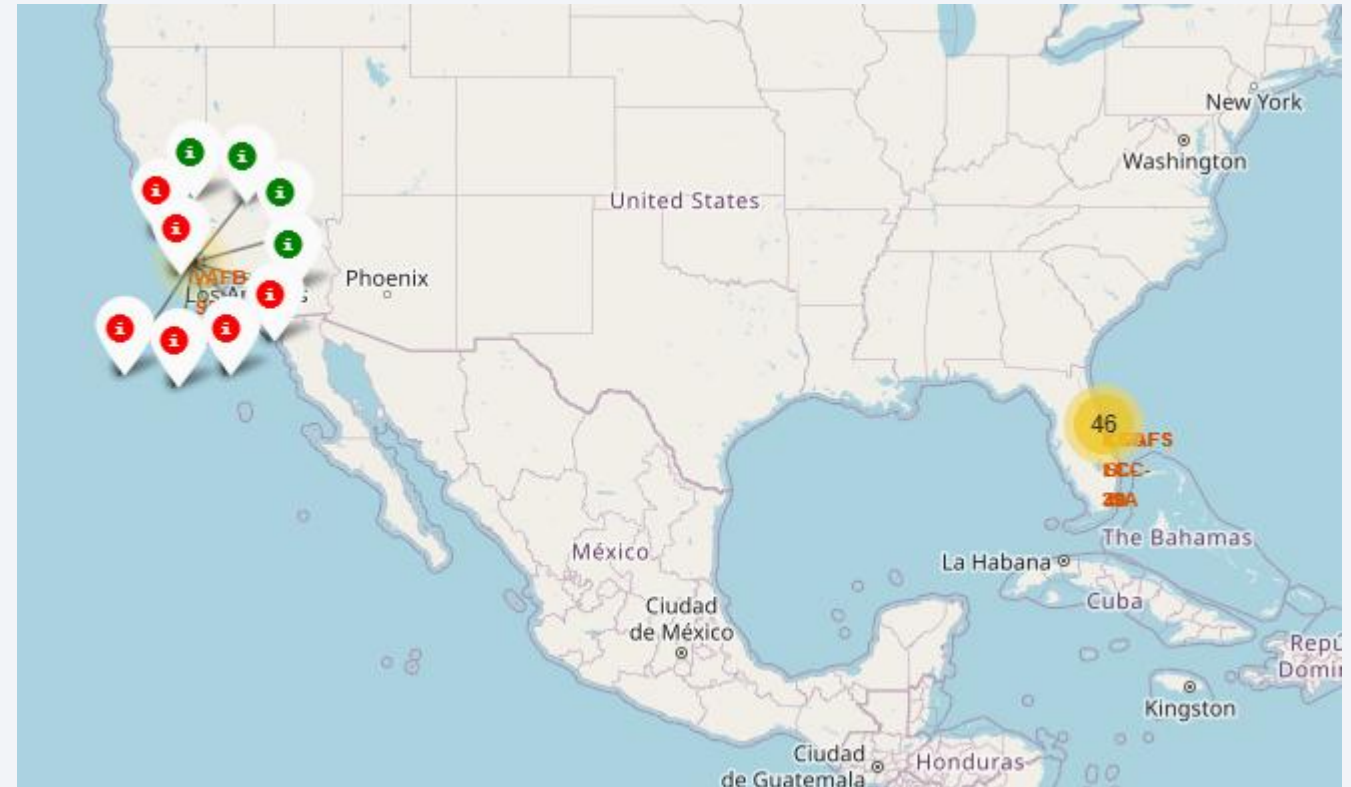 New York
Washington
United States
i
i
i
i
i
i
Phoenix
VAFB
i
i
i
i
46
México
The Bahamas
La Habana
Cuba
Ciudad
de México
Kingston
Ciudad
de Guatemala
Honduras